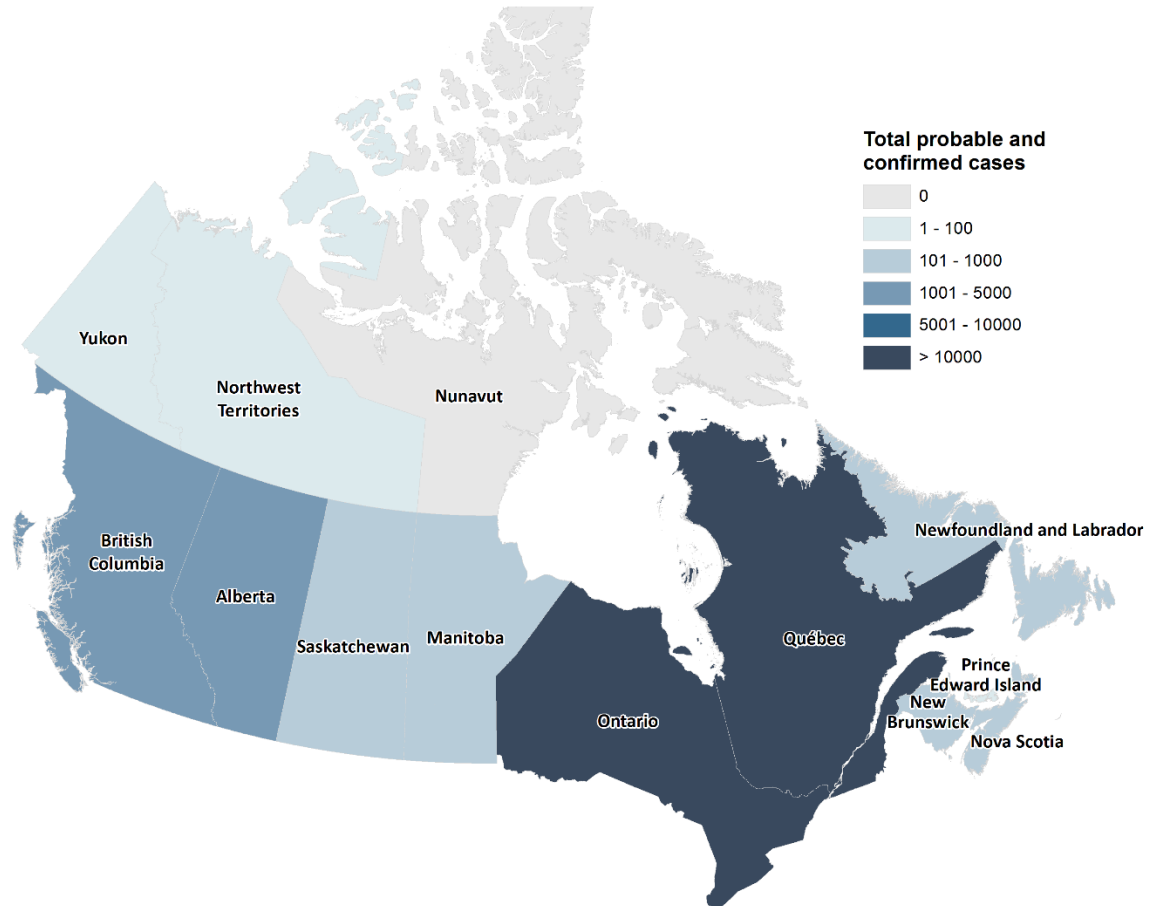 Total probable and
confirmed cases
0
1 - 100
101 - 1000
1001 - 5000
5001 - 10000
> 10000
Yukon
Northwest
Territories
Nunavut
British
Columbia
Alberta
Saskatchewan
Manitoba
Ontario
Québec
Newfoundland and Labrador
Prince
Edward Island
New
Brunswick
Nova Scotia